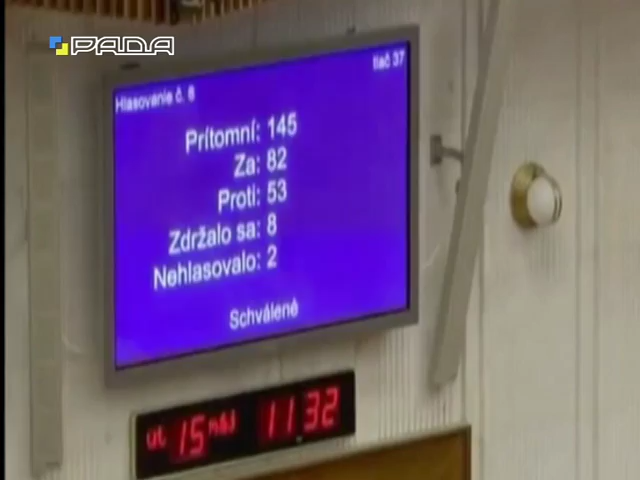 PADA
Hlasovanie č. 6
tlač 37
Prítomní: 145
Za: 82
Proti: 53
Zdržalo sa: 8
Nehlasovalo: 2
Schválené
ut 15 máj 11 32